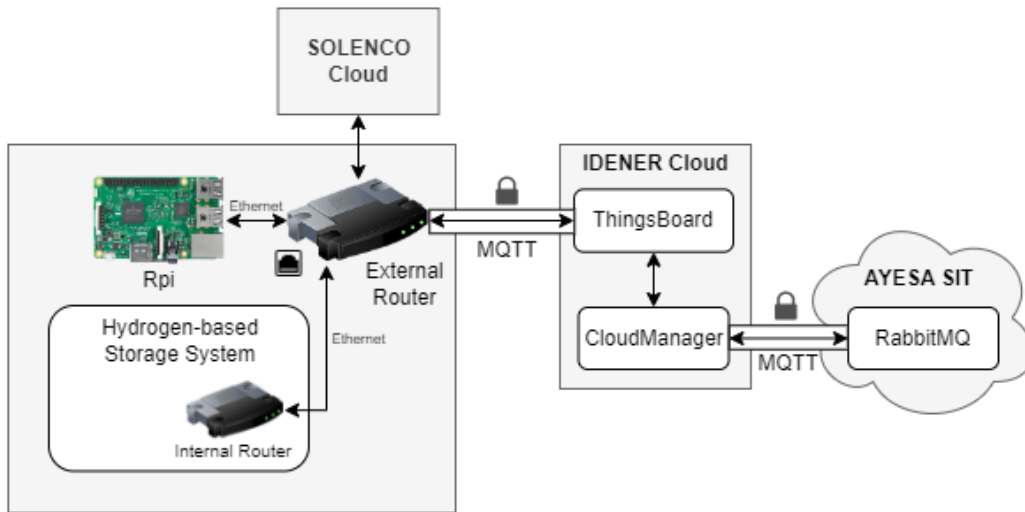 SOLENCO
Cloud
IDENER Cloud
Ethernet
ThingsBoard
MQTT
Rpi
External
Router
AYESA SIT
Hydrogen-based
Storage System
Ethernet
CloudManager
RabbitMQ
MQTT
Internal Router